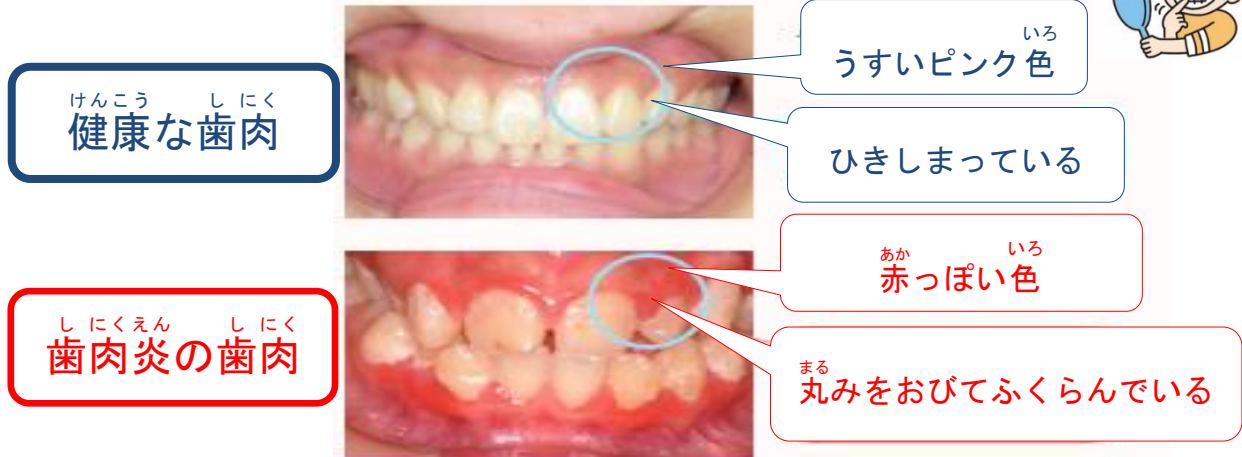 いろ
うすいピンク色
けんこう しにく
健康な歯肉
ひきしまっている
あか いろ
赤っぽい色
しにくえん しにく
歯肉炎の歯肉
まる
丸みをおびてふくらんでいる